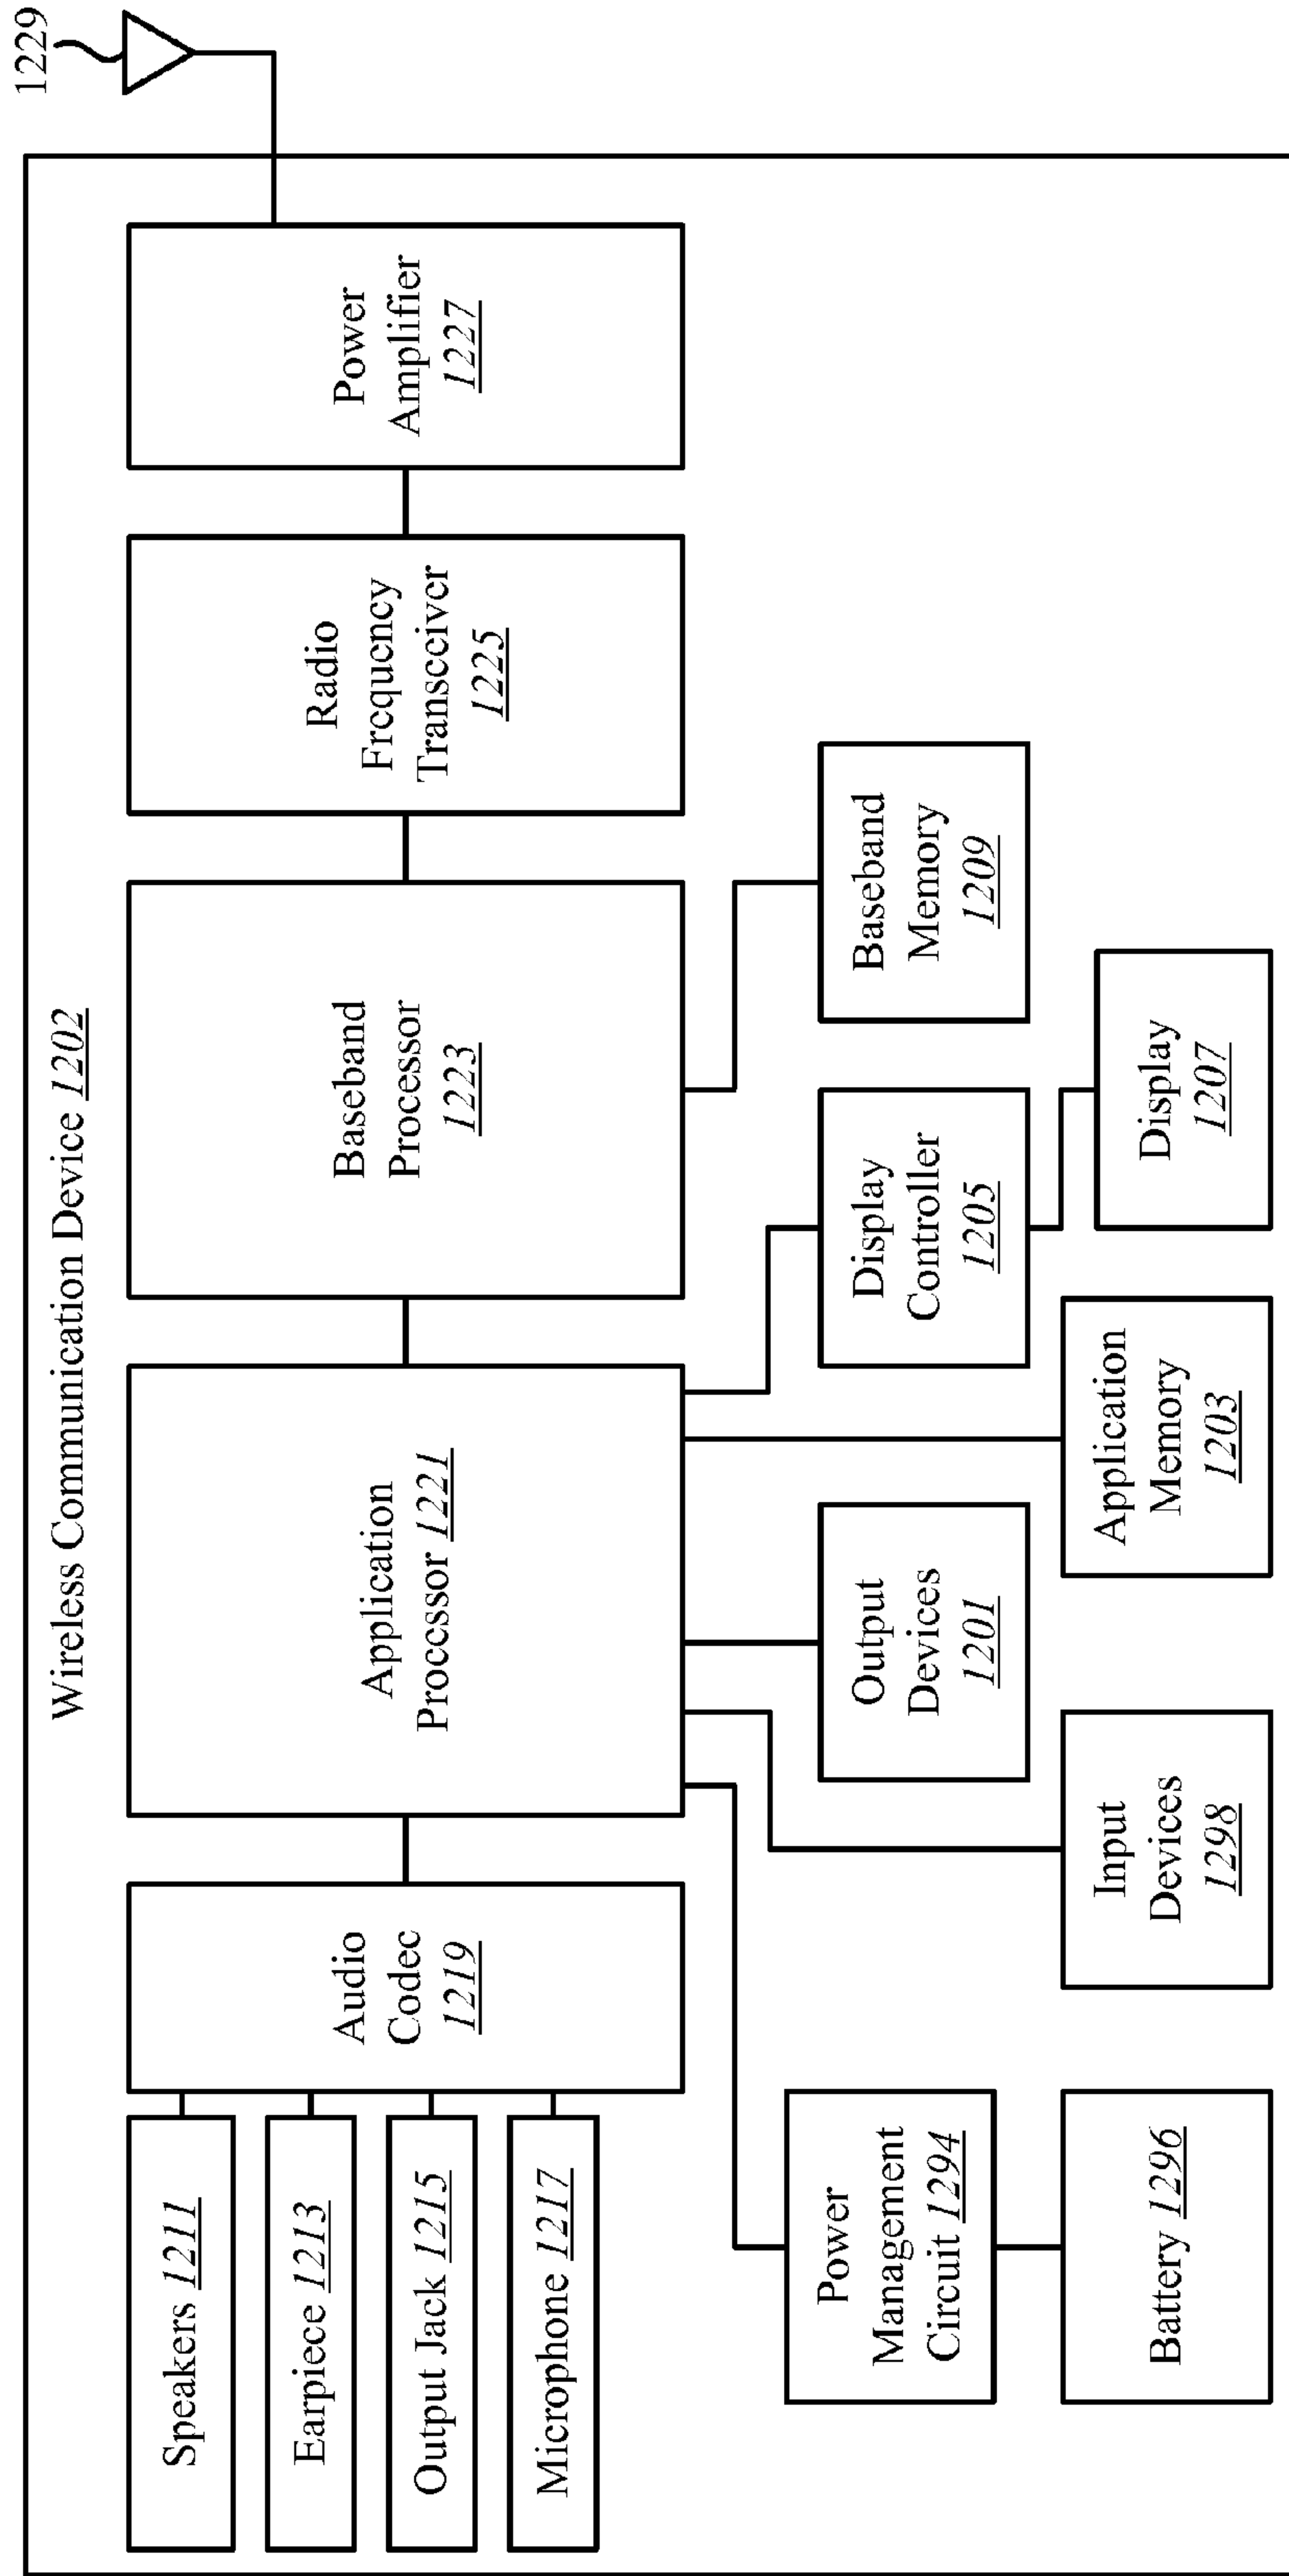 Wireless Communication Device 1202
1229
Speakers 1211
Earpiece 1213
Output Jack 1215
Microphone 1217
Audio
Codec
1219
Application
Processor 1221
Baseband
Processor
1223
Radio
Frequency
Transceiver
1225
Power
Amplifier
1227
Power
Management
Circuit 1294
Battery 1296
Input
Devices
1298
Output
Devices
1201
Application
Memory
1203
Display
Controller
1205
Display
1207
Baseband
Memory
1209